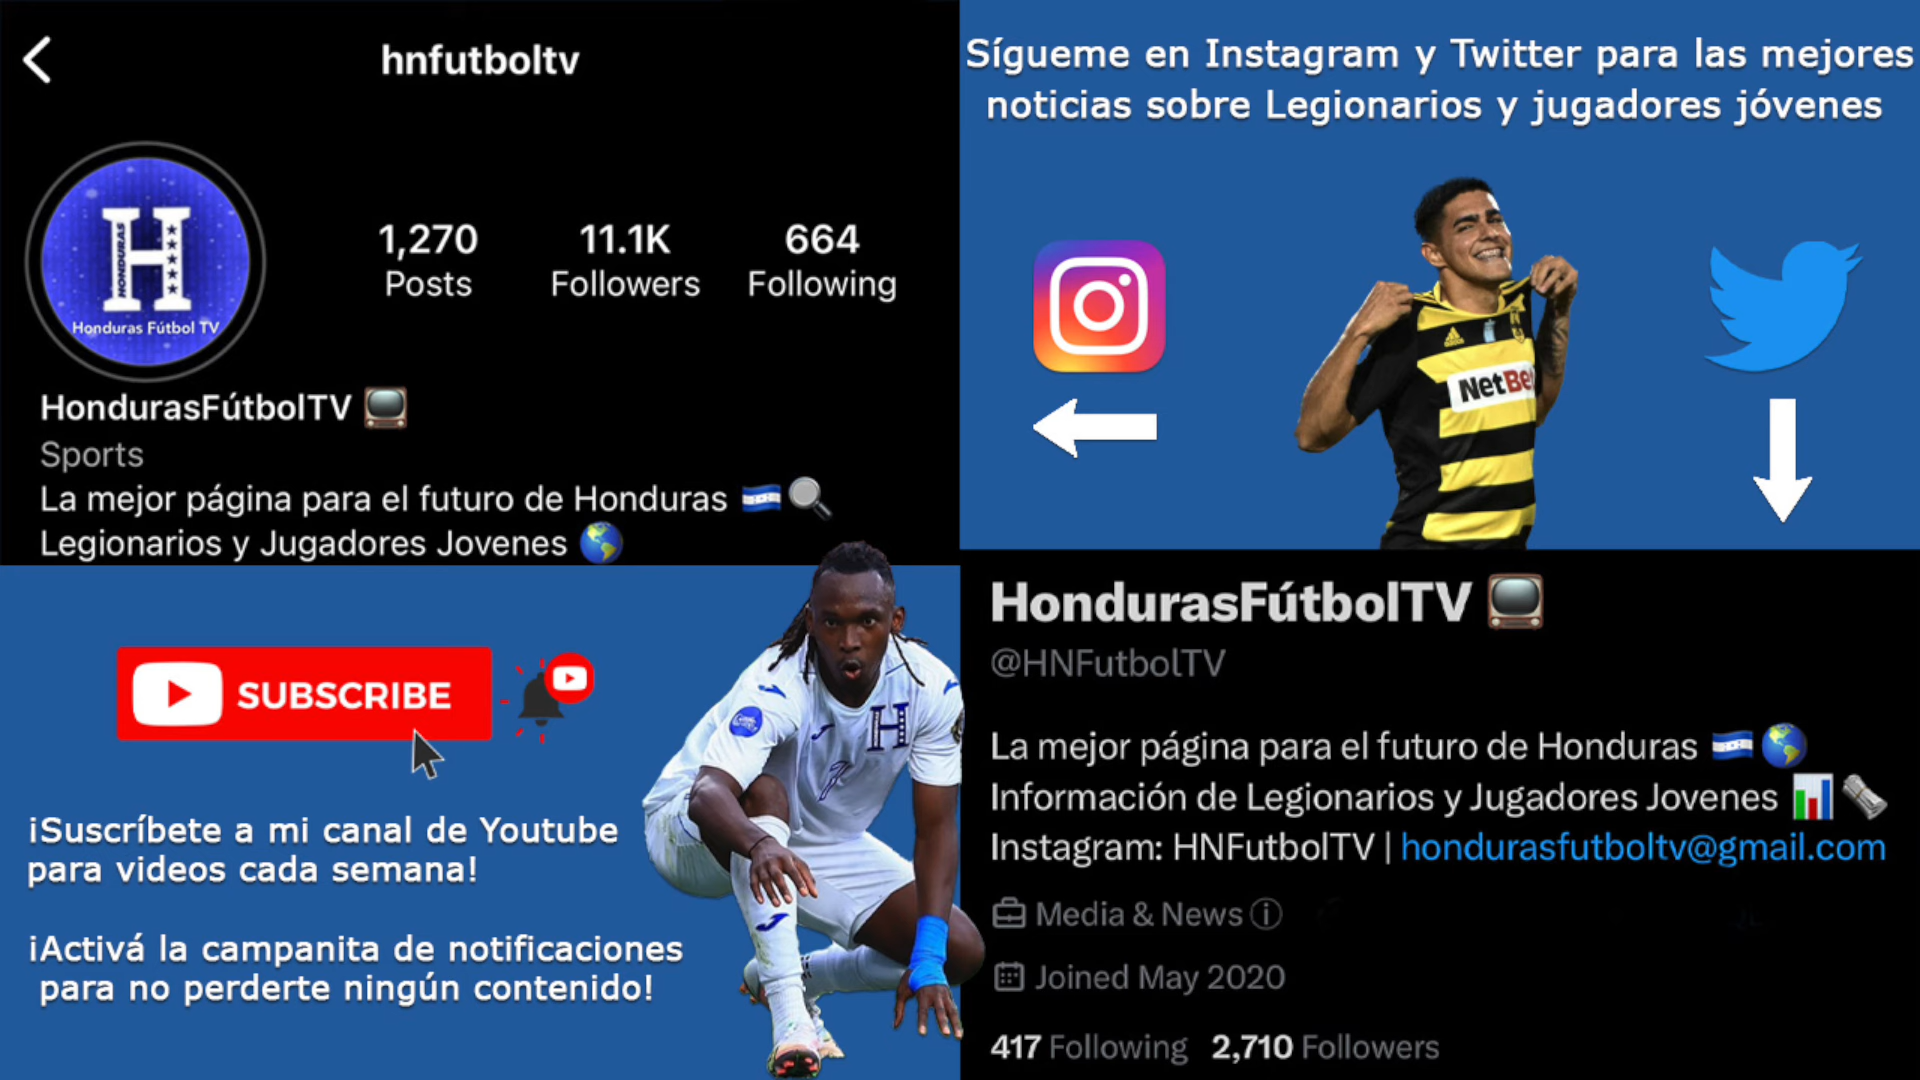 hnfutboltv
HONDURAS
H
Honduras Fútbol TV
1,270 11.1K 664
Posts Followers Following
HondurasFútbolTV
Sports
La mejor página para el futuro de Honduras
Legionarios y Jugadores Jovenes
Sígueme en Instagram y Twitter para las mejores
noticias sobre Legionarios y jugadores jóvenes
NetBe
SUBSCRIBE
¡Suscríbete a mi canal de Youtube
para videos cada semana!
¡Activá la campanita de notificaciones
para no perderte ningún contenido!
H
7
HondurasFútbolTV
@HNFutbolTV
La mejor página para el futuro de Honduras
Información de Legionarios y Jugadores Jovenes
Instagram: HNFutbolTV | hondurasfutboltv@gmail.com
Media & News
Joined May 2020
417 Following 2,710 Followers